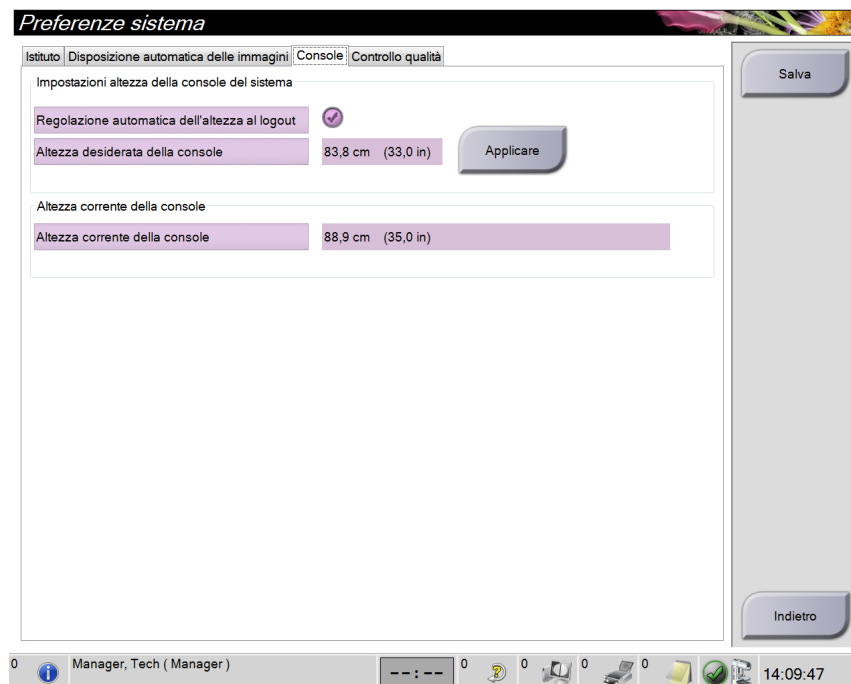 Preferenze sistema
Istituto Disposizione automatica delle immagini Console Controllo qualità
Salva
Impostazioni altezza della console del sistema
Regolazione automatica dell'altezza al logout
Altezza desiderata della console 83,8 cm (33,0 in) Applicare
Altezza corrente della console
Altezza corrente della console 88,9 cm (35,0 in)
Indietro
0 Manager, Tech ( Manager ) --:-- 0 0 0 0 14:09:47